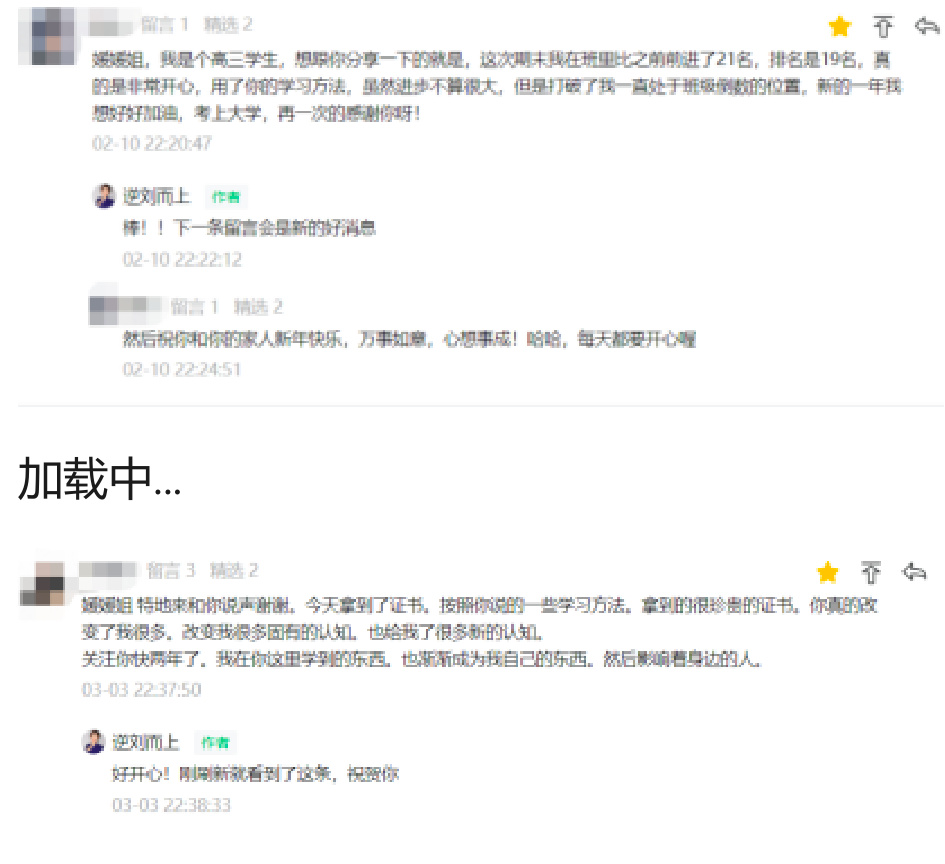 留言 1 精选 2
媛媛姐，我是个高三学生，想跟你分享一下的就是，这次期末我在班里比之前前进了21名，排名是19名，真
的是非常开心，用了你的学习方法，虽然进步不算很大，但是打破了我一直处于班级倒数的位置，新的一年我
想好好加油，考上大学，再一次的感谢你呀！
02-10 22:20:47
逆刘而上 作者
棒！！下一条留言会是新的好消息
02-10 22:22:12
留言 1 精选 2
然后祝你和你的家人新年快乐，万事如意，心想事成！哈哈，每天都要开心喔
02-10 22:24:51
加载中...
留言 3 精选 2
媛媛姐 特地来和你说声谢谢。今天拿到了证书。按照你说的一些学习方法。拿到的很珍贵的证书。你真的改
变了我很多。改变我很多固有的认知。也给我了很多新的认知。
关注你快两年了。我在你这里学到的东西。也渐渐成为我自己的东西。然后影响着身边的人。
03-03 22:37:50
逆刘而上 作者
好开心！刚刷新就看到了这条，祝贺你
03-03 22:38:33